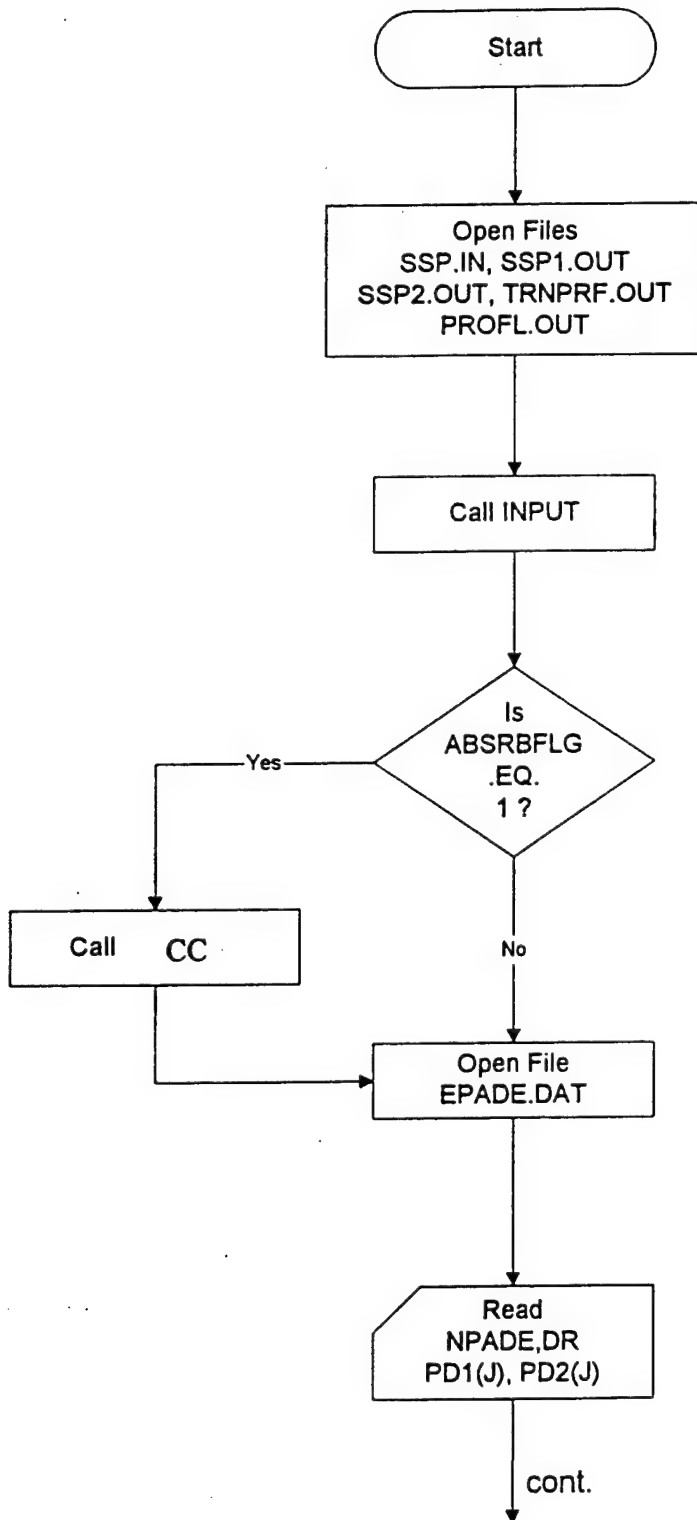 Start
Open Files
SSP.IN, SSP1.OUT
SSP2.OUT, TRNPRF.OUT
PROFL.OUT
Call INPUT
Is
ABSRBFLG
.EQ.
1 ?
Yes
Call CC
No
Open File
EPADE.DAT
Read
NPADE,DR
PD1(J), PD2(J)
cont.